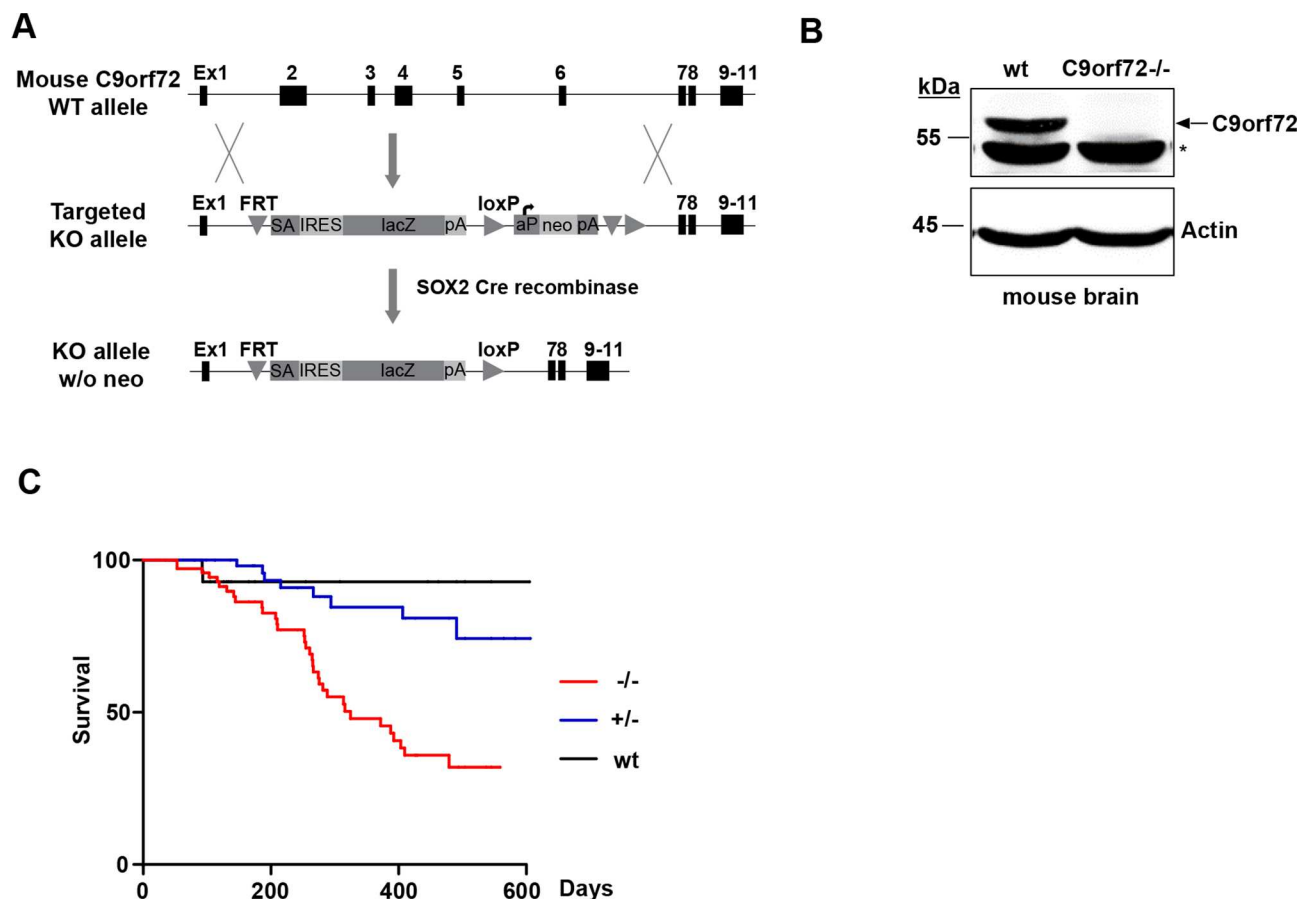 A
Mouse C9orf72
WT allele
Ex1 2 3 4 5 6 78 9-11
Targeted
KO allele
Ex1 FRT loxP 78 9-11
SA IRES lacZ pA aP neo pA
SOX2 Cre recombinase
KO allele
w/o neo
Ex1 FRT loxP 78 9-11
SA IRES lacZ pA
B
wt C9orf72-/-
kDa
55
C9orf72
*
45
Actin
mouse brain
C
Survival
100
50
0
0 200 400 600 Days
-/-
+/-
wt